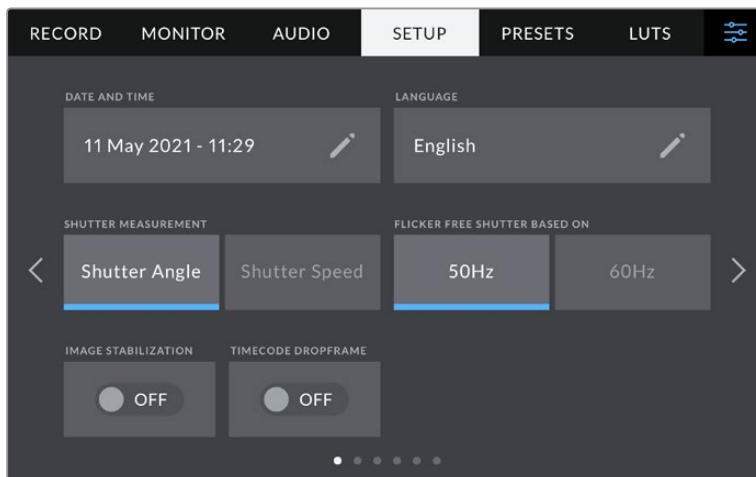 RECORD MONITOR AUDIO SETUP PRESETS LUTS
DATE AND TIME LANGUAGE
11 May 2021 - 11:29 English
SHUTTER MEASUREMENT FLICKER FREE SHUTTER BASED ON
Shutter Angle Shutter Speed 50Hz 60Hz
IMAGE STABILIZATION TIMECODE DROPFRAME
OFF OFF